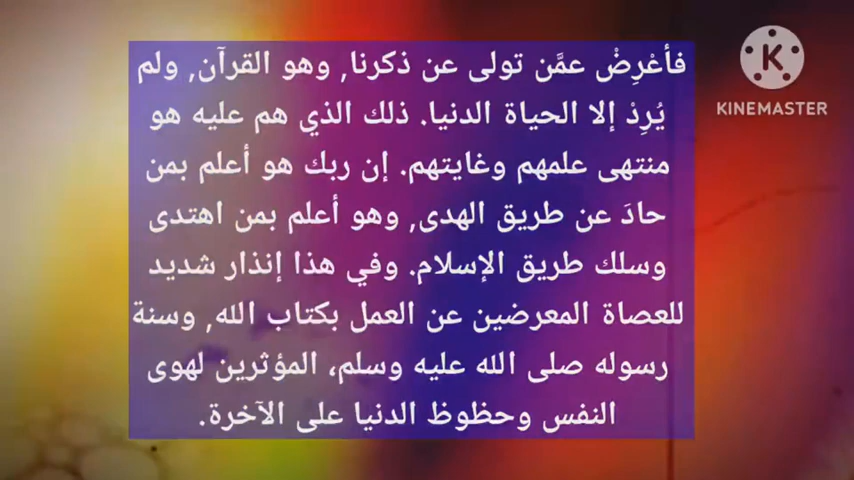 فأعْرِضْ عمَّن تولى عن ذكرنا, وهو القرآن, ولم
يُرِدْ إلا الحياة الدنيا. ذلك الذي هم عليه هو
منتهى علمهم وغايتهم. إن ربك هو أعلم بمن
حادَ عن طريق الهدى, وهو أعلم بمن اهتدى
وسلك طريق الإسلام. وفي هذا إنذار شديد
للعصاة المعرضين عن العمل بكتاب الله, وسنة
رسوله صلى الله عليه وسلم، المؤثرين لهوى
النفس وحظوظ الدنيا على الآخرة.
K
KINEMASTER